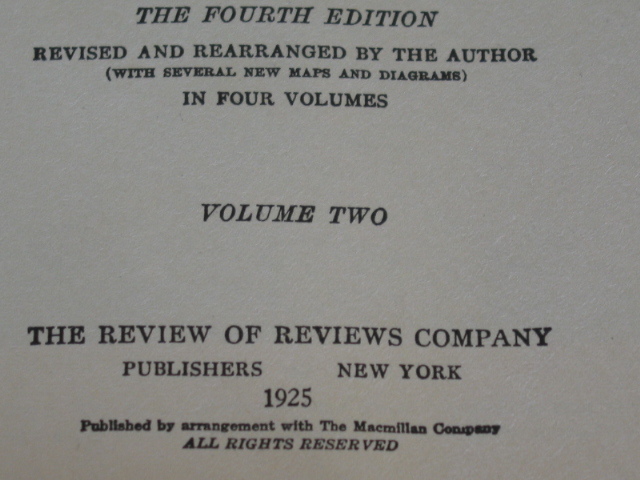 THE FOURTH EDITION
REVISED AND REARRANGED BY THE AUTHOR
(WITH SEVERAL NEW MAPS AND DIAGRAMS)
IN FOUR VOLUMES
VOLUME TWO
THE REVIEW OF REVIEWS COMPANY
PUBLISHERS NEW YORK
1925
Published by arrangement with The Macmillan Company
ALL RIGHTS RESERVED